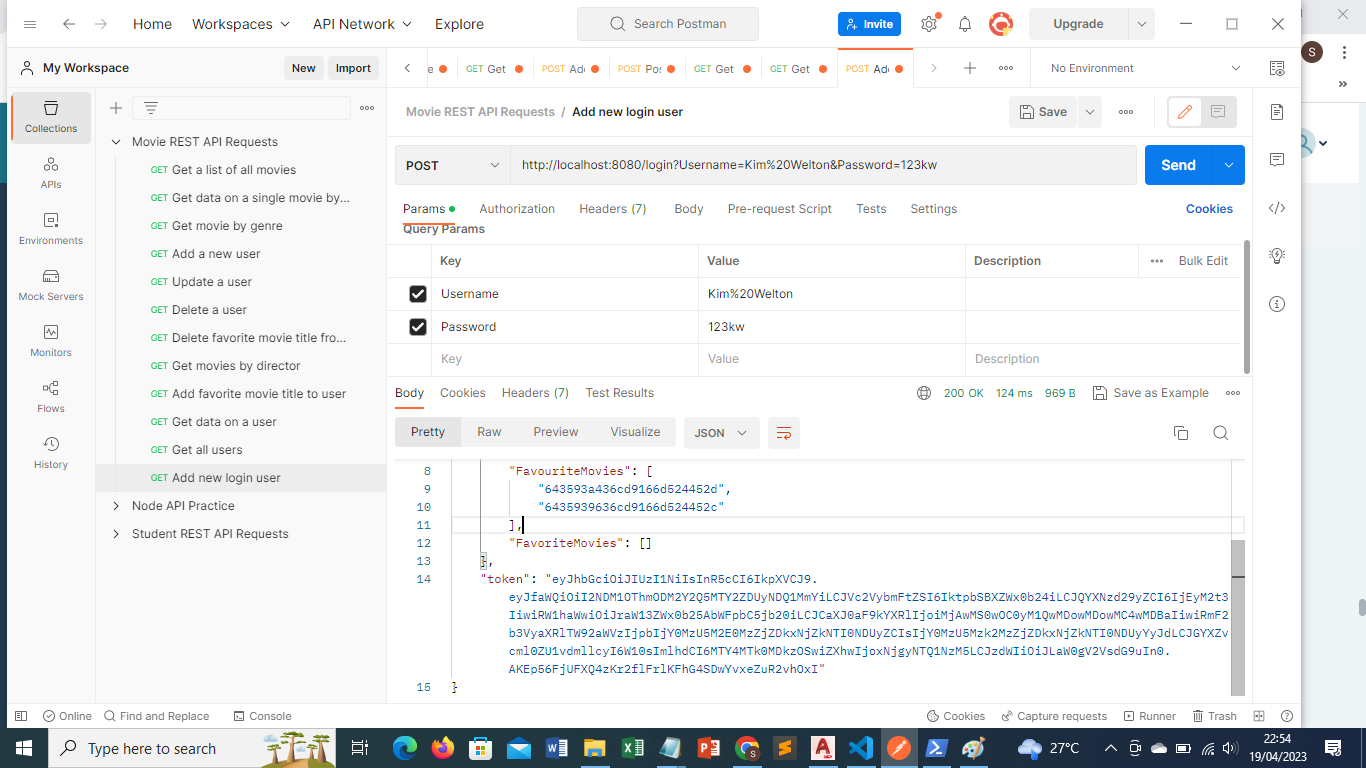 Home Workspaces API Network Explore Search Postman Invite Upgrade
My Workspace New Import GET Get POST Add POST Pos GET Get GET Get POST Add No Environment
Movie REST API Requests / Add new login user Save
Collections
APIs
Environments
Mock Servers
Monitors
Flows
History
Movie REST API Requests
GET Get a list of all movies
GET Get data on a single movie by...
GET Get movie by genre
GET Add a new user
GET Update a user
GET Delete a user
GET Delete favorite movie title fro...
GET Get movies by director
GET Add favorite movie title to user
GET Get data on a user
GET Get all users
GET Add new login user
Node API Practice
Student REST API Requests
POST http://localhost:8080/login?Username=Kim%20Welton&Password=123kw Send
Params Authorization Headers (7) Body Pre-request Script Tests Settings Cookies
Query Params
Key Value Description Bulk Edit
Username Kim%20Welton
Password 123kw
Key Value Description
Body Cookies Headers (7) Test Results 200 OK 124 ms 969 B Save as Example
Pretty Raw Preview Visualize JSON
8 "FavouriteMovies": [
9 "643593a436cd9166d524452d",
10 "6435939636cd9166d524452c"
11 ],
12 "FavoriteMovies": []
13 },
14 "token": "eyJhbGciOiJIUzI1NiIsInR5cCI6IkpXVCJ9.
15 }
Online Find and Replace Console Cookies Capture requests Runner Trash
Type here to search 27°C 22:54
19/04/2023
S